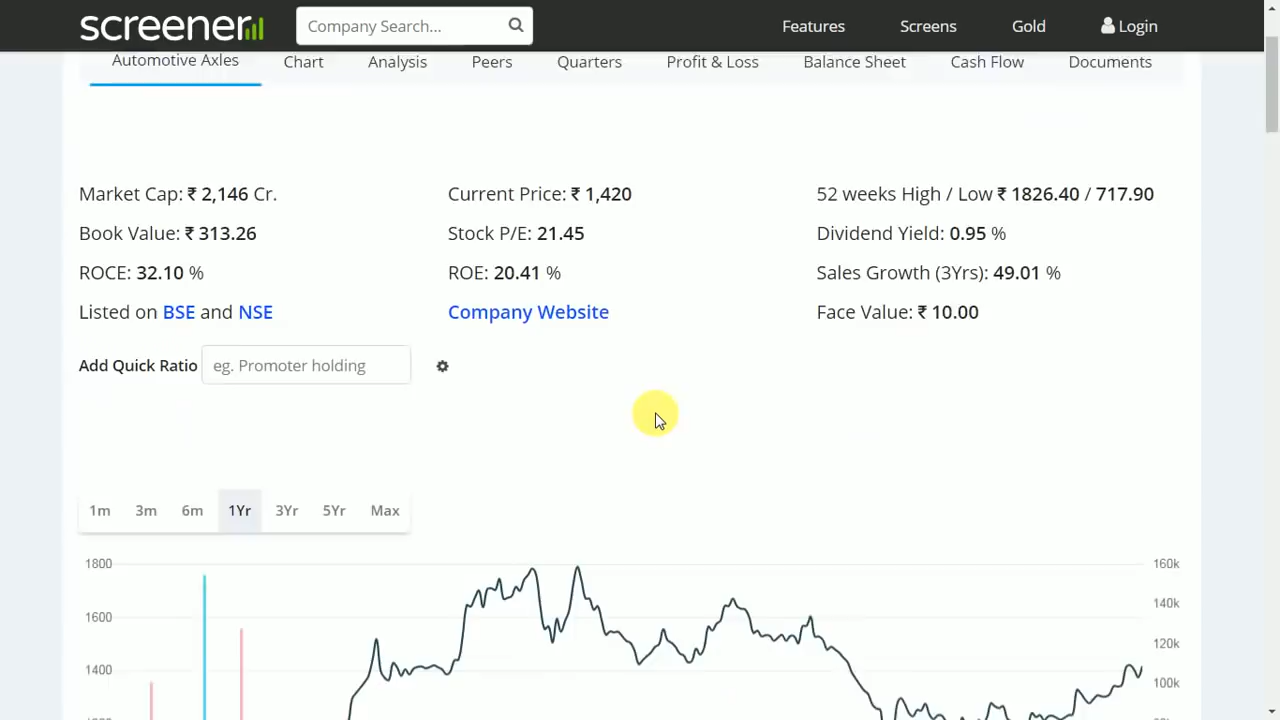 screener
Company Search...
Features
Screens
Gold
Login
Automotive Axles
Chart
Analysis
Peers
Quarters
Profit & Loss
Balance Sheet
Cash Flow
Documents
Market Cap: ₹ 2,146 Cr.
Current Price: ₹ 1,420
52 weeks High / Low ₹ 1826.40 / 717.90
Book Value: ₹ 313.26
Stock P/E: 21.45
Dividend Yield: 0.95 %
ROCE: 32.10 %
ROE: 20.41 %
Sales Growth (3Yrs): 49.01 %
Listed on BSE and NSE
Company Website
Face Value: ₹ 10.00
Add Quick Ratio
eg. Promoter holding
1m
3m
6m
1Yr
3Yr
5Yr
Max
1800
160k
140k
1600
120k
1400
100k